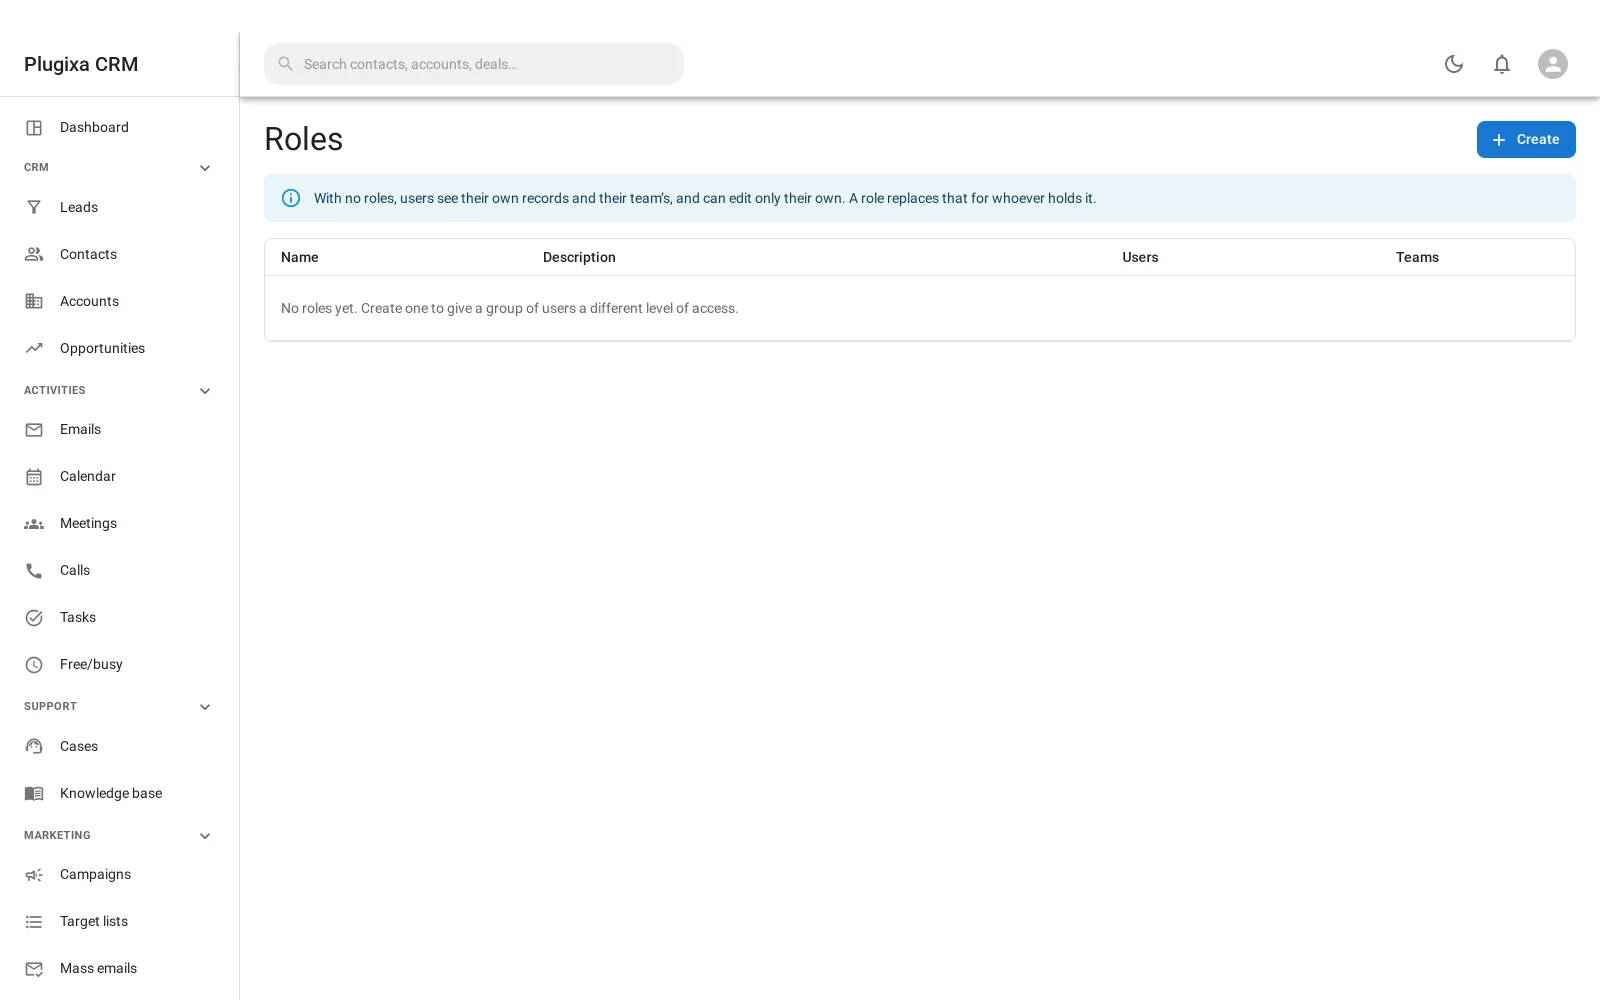 Plugixa CRM
Search contacts, accounts, deals...
Dashboard
CRM
Leads
Contacts
Accounts
Opportunities
ACTIVITIES
Emails
Calendar
Meetings
Calls
Tasks
Free/busy
SUPPORT
Cases
Knowledge base
MARKETING
Campaigns
Target lists
Mass emails
Roles
Create
With no roles, users see their own records and their team’s, and can edit only their own. A role replaces that for whoever holds it.
Name Description Users Teams
No roles yet. Create one to give a group of users a different level of access.